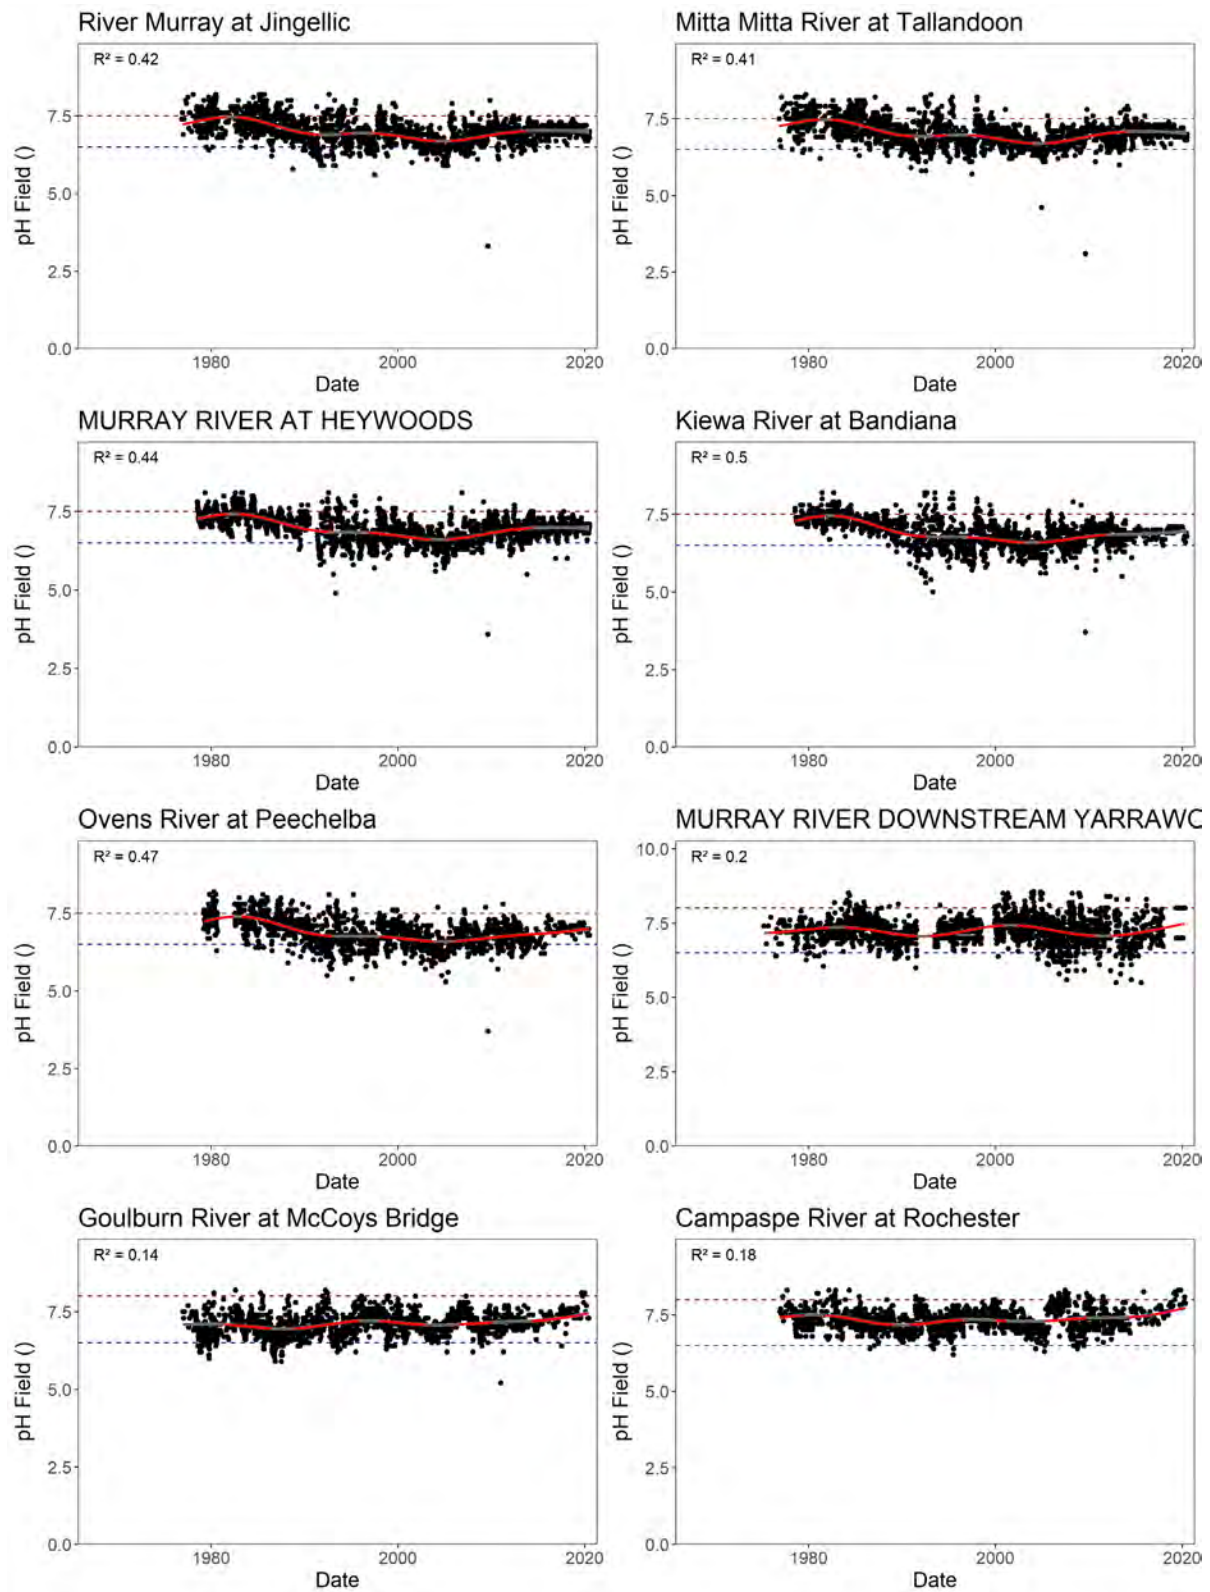 River Murray at Jingellic
R² = 0.42
7.5
5.0
2.5
0.0
pH Field ()
1980
2000
2020
Date
Mitta Mitta River at Tallandoon
R² = 0.41
7.5
5.0
2.5
0.0
pH Field ()
1980
2000
2020
Date
MURRAY RIVER AT HEYWOODS
R² = 0.44
7.5
5.0
2.5
0.0
pH Field ()
1980
2000
2020
Date
Kiewa River at Bandiana
R² = 0.5
7.5
5.0
2.5
0.0
pH Field ()
1980
2000
2020
Date
Ovens River at Peechelba
R² = 0.47
7.5
5.0
2.5
0.0
pH Field ()
1980
2000
2020
Date
MURRAY RIVER DOWNSTREAM YARRAWO
R² = 0.2
10.0
7.5
5.0
2.5
0.0
pH Field ()
1980
2000
2020
Date
Goulburn River at McCoys Bridge
R² = 0.14
7.5
5.0
2.5
0.0
pH Field ()
1980
2000
2020
Date
Campaspe River at Rochester
R² = 0.18
7.5
5.0
2.5
0.0
pH Field ()
1980
2000
2020
Date